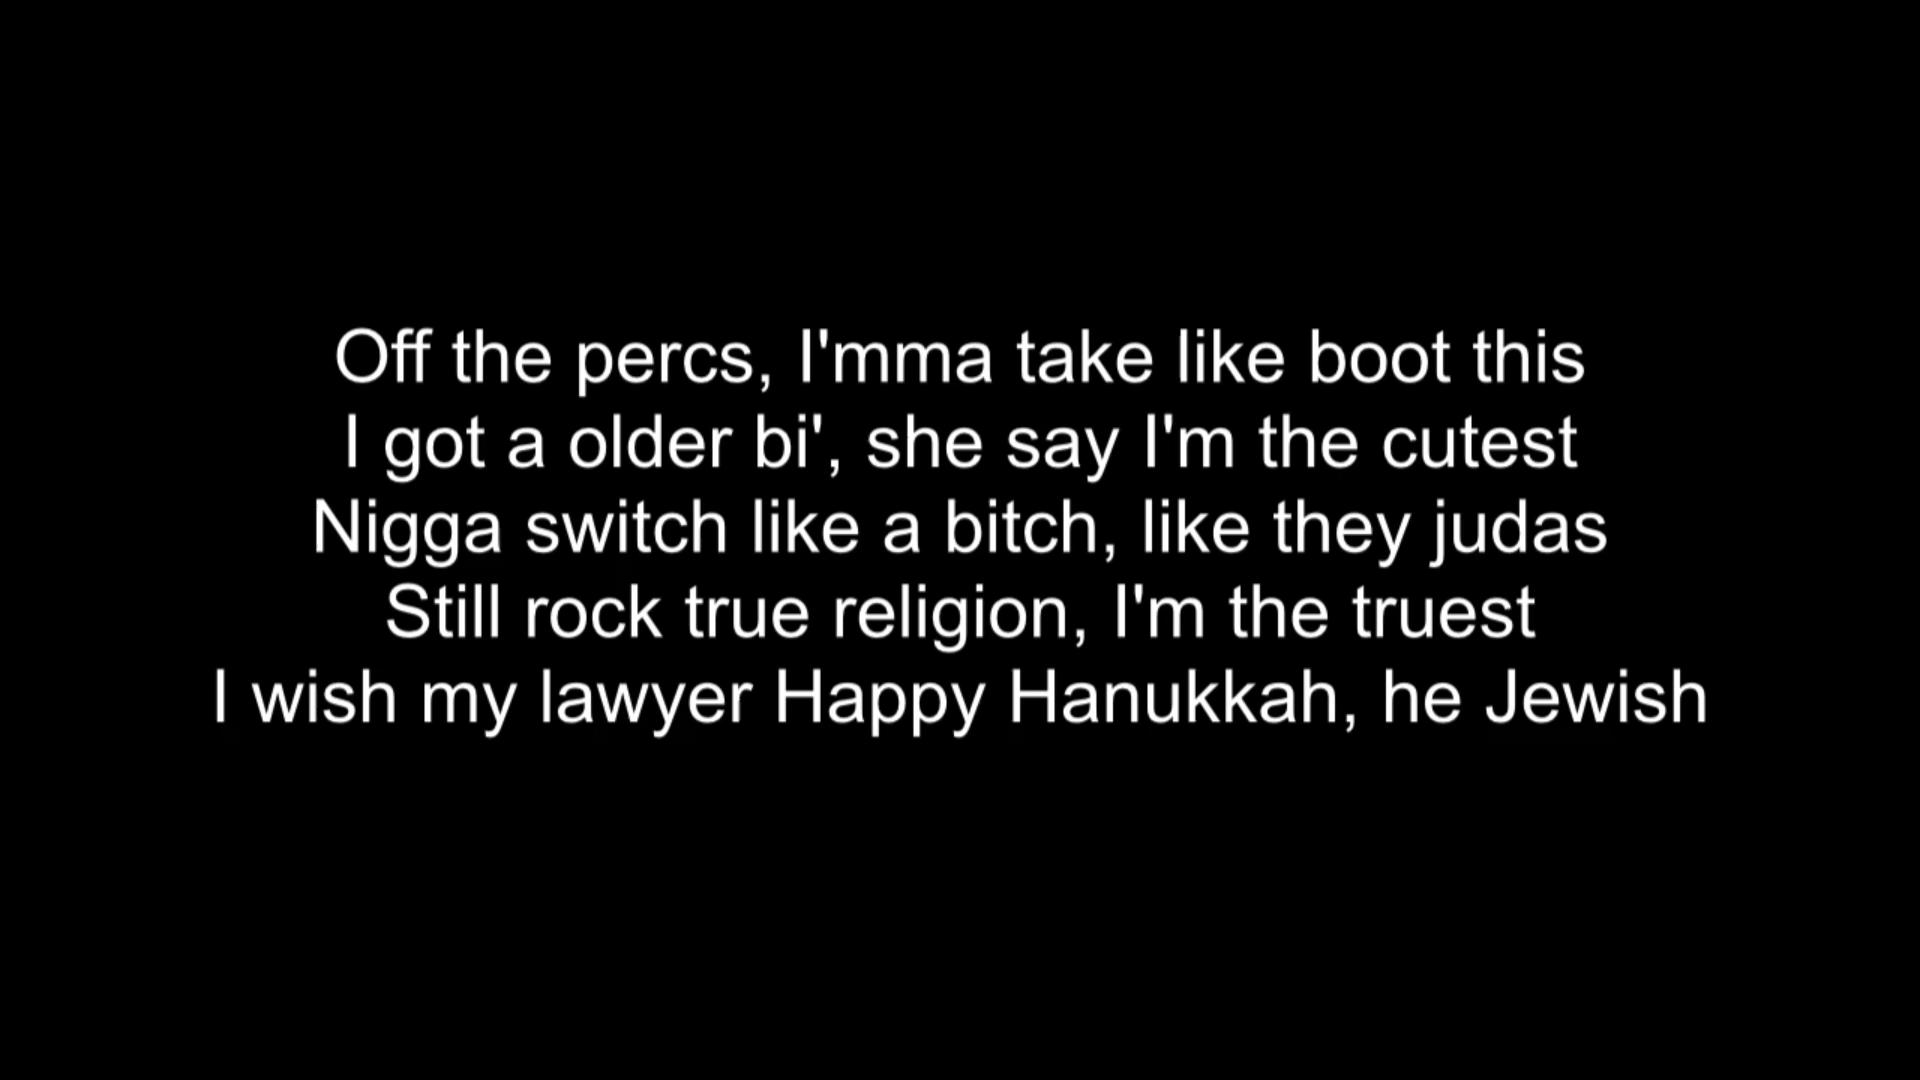 Off the percs, I'mma take like boot this
I got a older bi', she say I'm the cutest
Nigga switch like a bitch, like they judas
Still rock true religion, I'm the truest
I wish my lawyer Happy Hanukkah, he Jewish